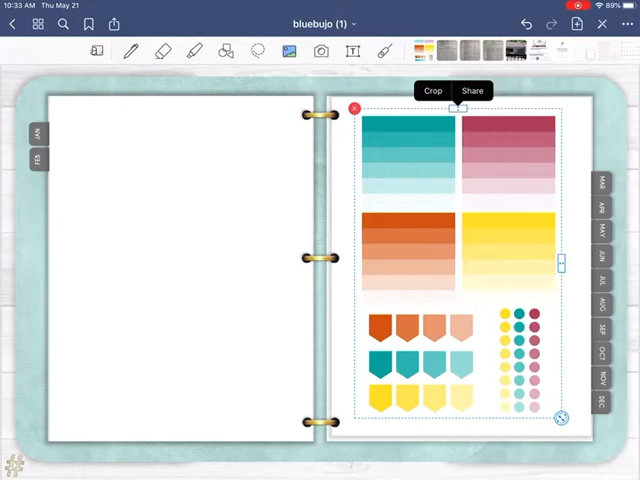 10:33 AM Thu May 21
89%
bluebujo (1)
T
Crop
Share
JAN
FEB
MAR
APR
MAY
JUN
JUL
AUG
SEP
OCT
NOV
DEC
#